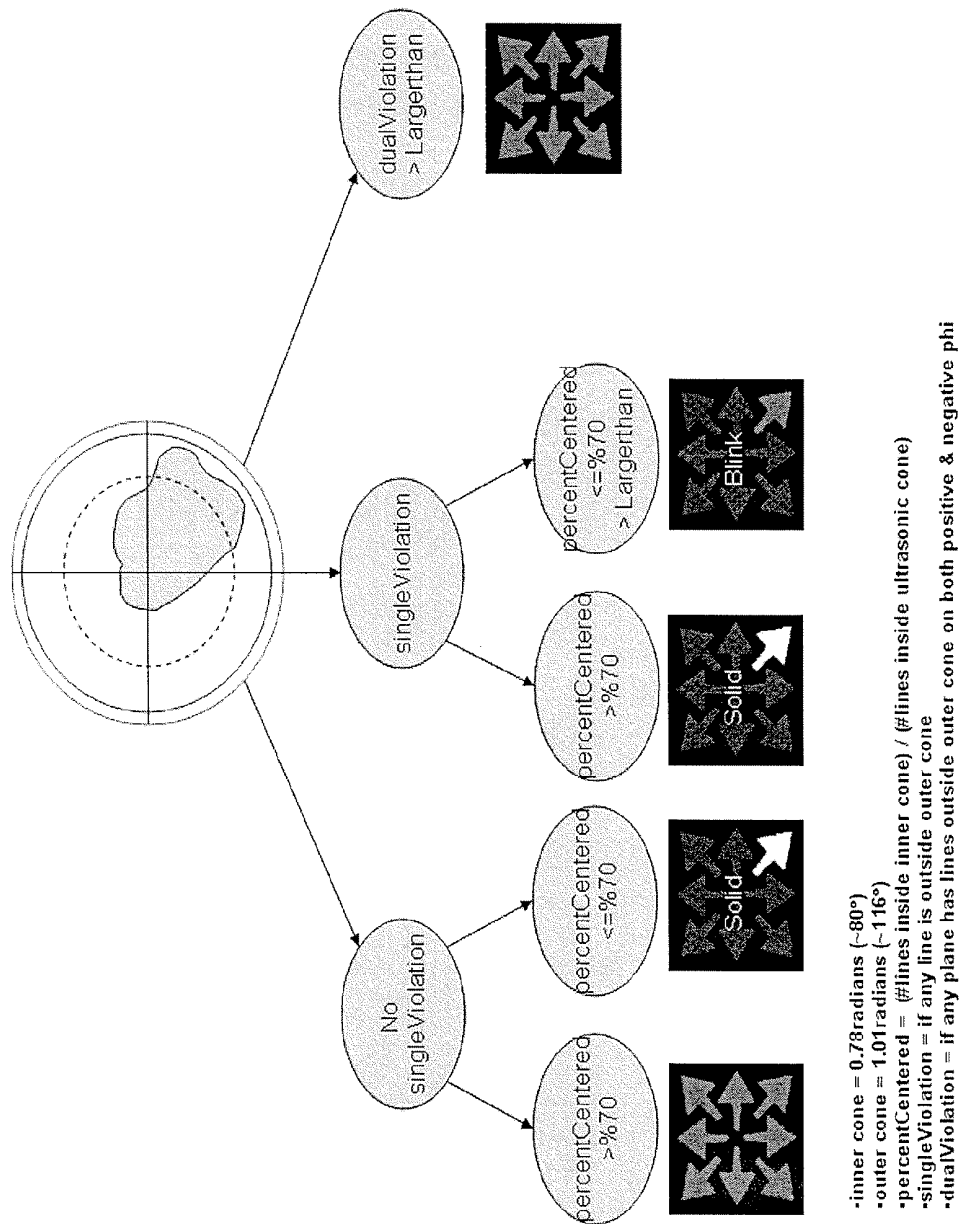 No
singleViolation
singleViolation
dualViolation
> Largerthan
percentCentered
>%70
percentCentered
<=%70
percentCentered
>%70
percentCentered
<=%70
> Largerthan
Solid
Solid
Blink
•inner cone = 0.78radians (~80°)
•outer cone = 1.01radians (~116°)
•percentCentered = (#lines inside inner cone) / (#lines inside ultrasonic cone)
•singleViolation = if any line is outside outer cone
•dualViolation = if any plane has lines outside outer cone on both positive & negative phi